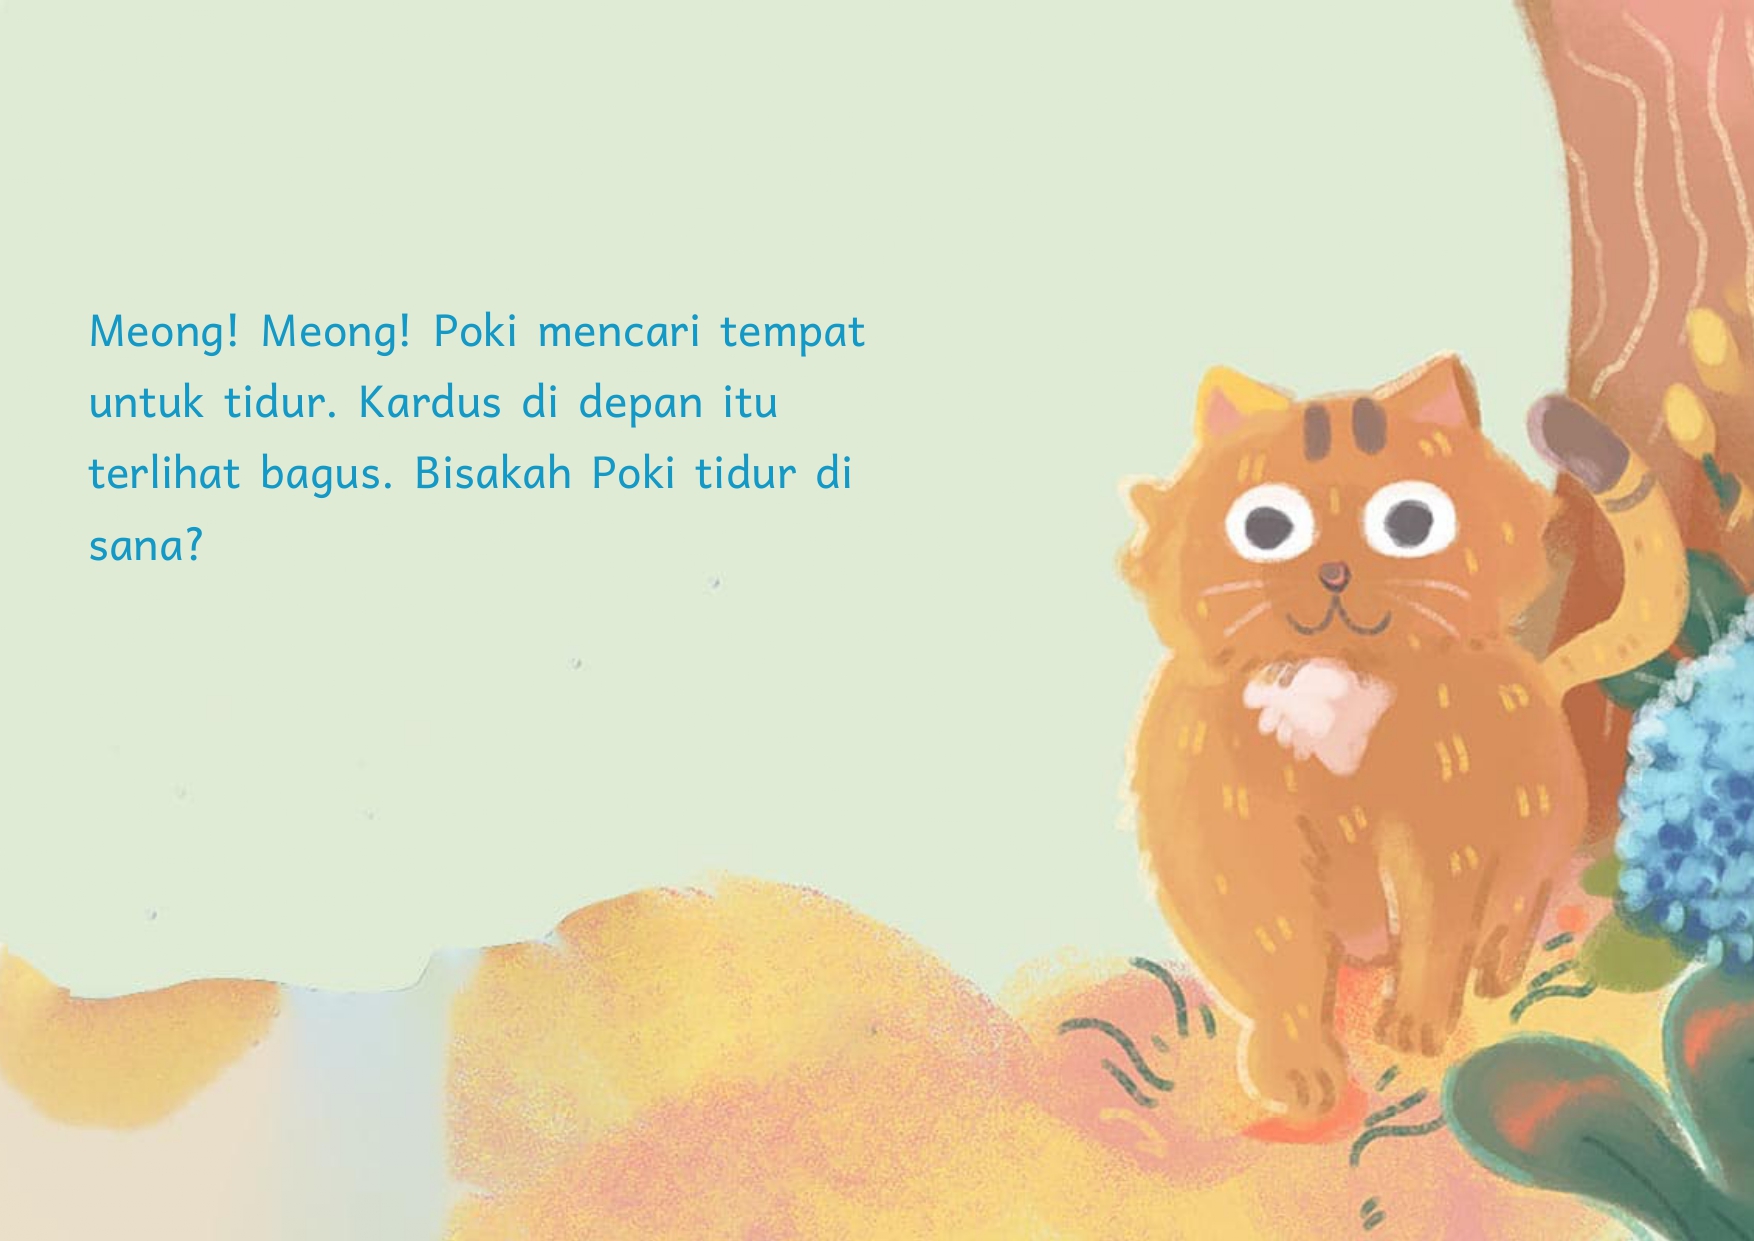 Meong! Meong! Poki mencari tempat
untuk tidur. Kardus di depan itu
terlihat bagus. Bisakah Poki tidur di
sana?